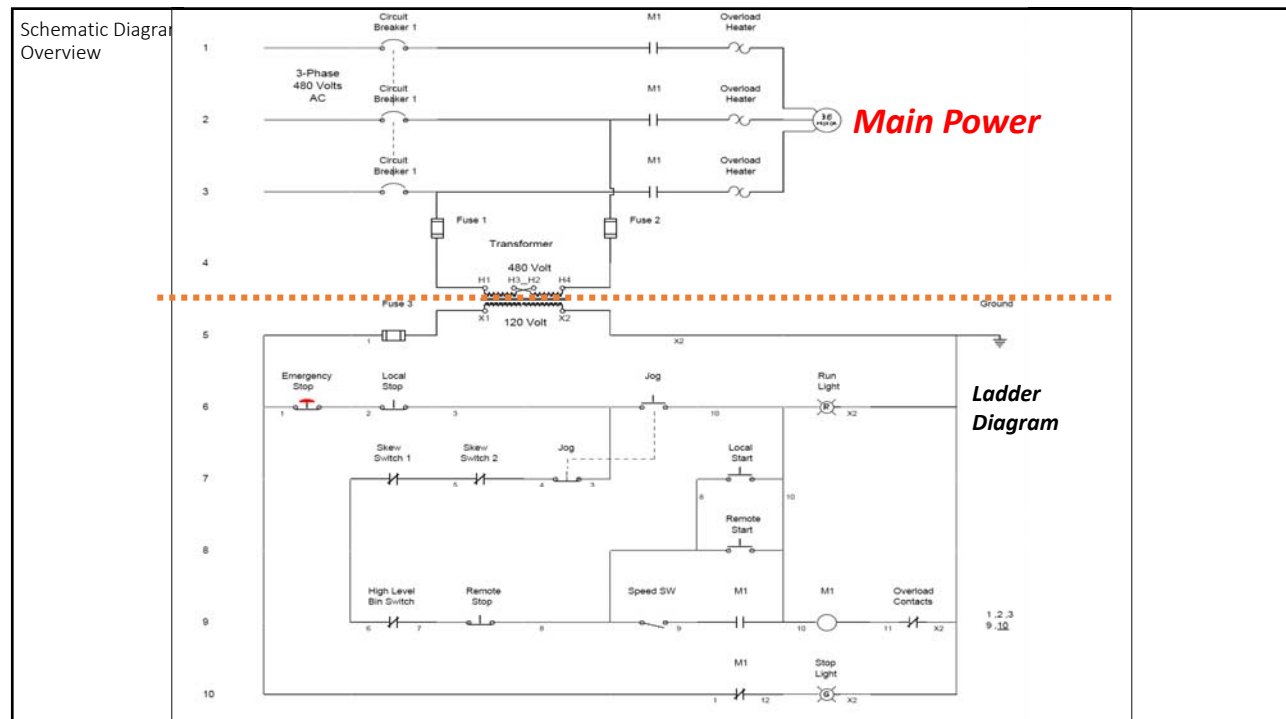 Schematic Diagra
Overview
Circuit
Breaker 1
M1
Overload
Heater
1
3-Phase
480 Volts
AC
Circuit
Breaker 1
M1
Overload
Heater
2
3Ø
MOTOR
Main Power
Circuit
Breaker 1
M1
Overload
Heater
3
Fuse 1
Fuse 2
Transformer
4
480 Volt
H1 H3 H2 H4
Fuse 3
Ground
X1 120 Volt X2
5
1
X2
Emergency
Stop
Local
Stop
Jog
Run
Light
Ladder
Diagram
6
1 2 3 10 R X2
Skew
Switch 1
Skew
Switch 2
Jog
Local
Start
7
5 4 3 8 10
Remote
Start
8
High Level
Bin Switch
Remote
Stop
Speed SW
M1
M1
Overload
Contacts
1 ,2 ,3
9 ,10
9
6 7 8 9 10 11 X2
M1
Stop
Light
10
1 12 G X2